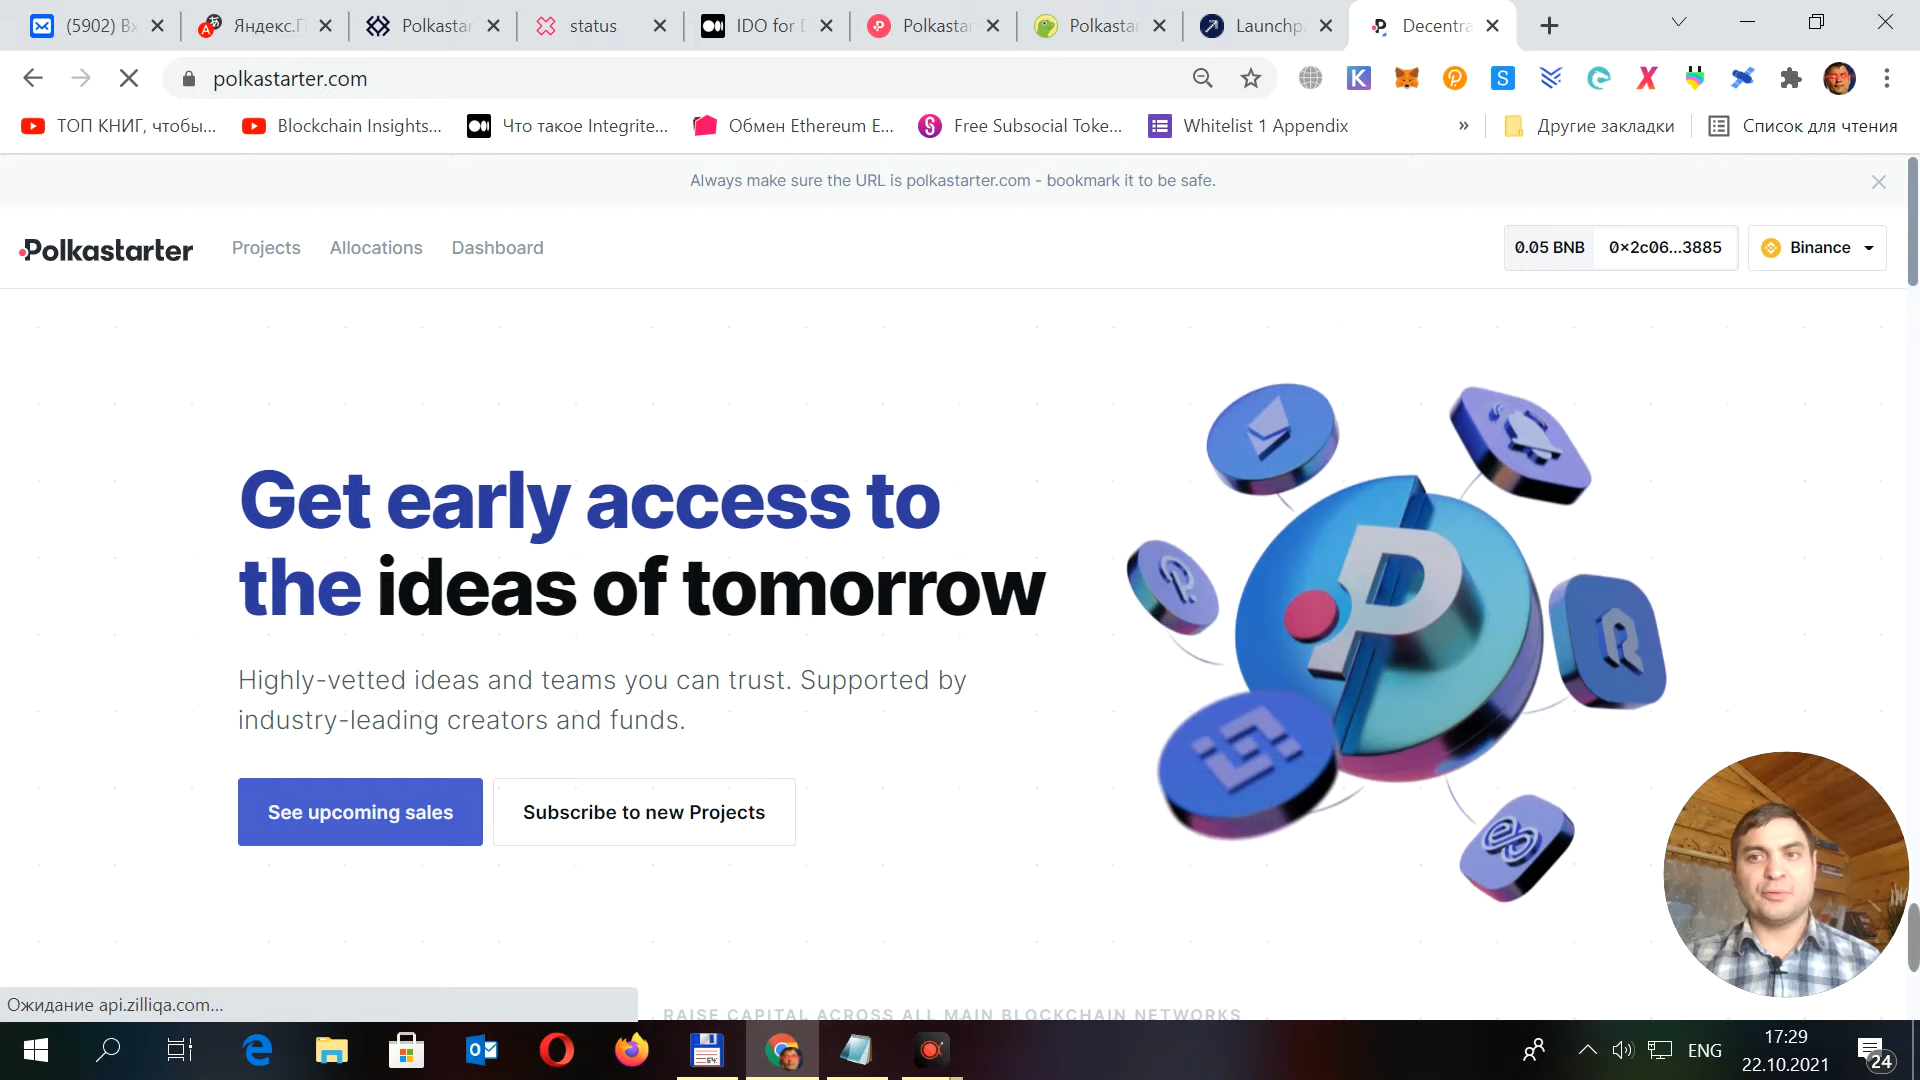 (5902) Вх
Яндекс.П
Polkastar
status
IDO for D
Polkastar
Polkastar
Launchpa
Decentra
polkastarter.com
ТОП КНИГ, чтобы...
Blockchain Insights...
Что такое Integrite...
Обмен Ethereum E...
Free Subsocial Toke...
Whitelist 1 Appendix
»
Другие закладки
Список для чтения
Always make sure the URL is polkastarter.com - bookmark it to be safe.
Polkastarter
Projects
Allocations
Dashboard
0.05 BNB
0×2c06...3885
Binance
Get early access to
the ideas of tomorrow
Highly-vetted ideas and teams you can trust. Supported by
industry-leading creators and funds.
See upcoming sales
Subscribe to new Projects
Ожидание api.zilliqa.com...
RAISE CAPITAL ACROSS ALL MAIN BLOCKCHAIN NETWORKS
ENG
17:29
22.10.2021
24